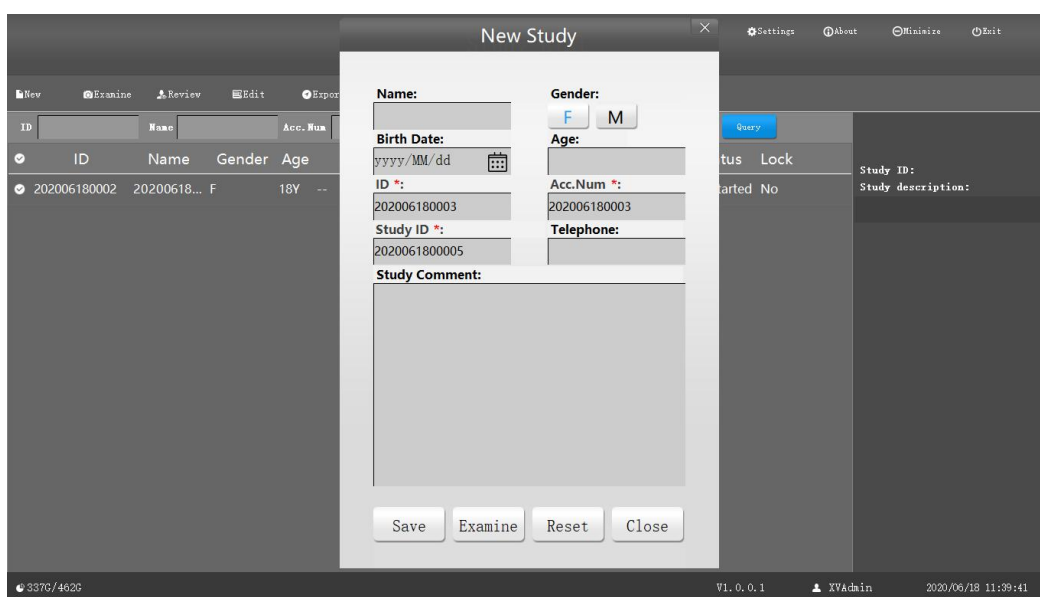 New Study
Settings About Minimize Exit
New Examine Review Edit Expor
ID Name Acc.Num Query
ID Name Gender Age tus Lock
202006180002 20200618... F 18Y -- tarted No
Name: Gender:
F M
Birth Date: Age:
yyyy/MM/dd
ID *: Acc.Num *:
202006180003 202006180003
Study ID *: Telephone:
2020061800005
Study Comment:
Save Examine Reset Close
Study ID:
Study description:
337G/462G V1.0.0.1 XVAdmin 2020/06/18 11:39:41